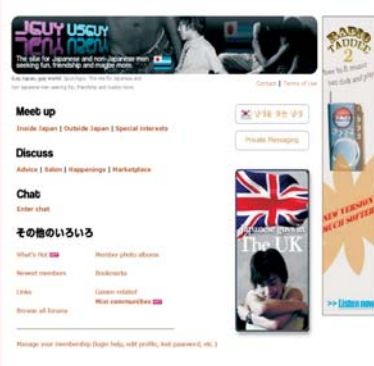 JGUY USGUY
The site for Japanese and non-Japanese men
seeking fun, friendship and maybe more.
Contact | Terms of use
Meet up
Inside Japan | Outside Japan | Special interests
Private Messaging
Discuss
Advice | Salon | Happenings | Marketplace
Chat
Enter chat
その他のいろいろ
What's Hot
Member photo albums
Newest members
Bookmarks
Links
Games-related
Mixi communities
Browse all forums
Manage your membership (login help, edit profile, lost password, etc.)
Japanese guys in
The UK
RADIO
TADDEE
2
NEW VERSION
MUCH SOFTER
>> Listen now